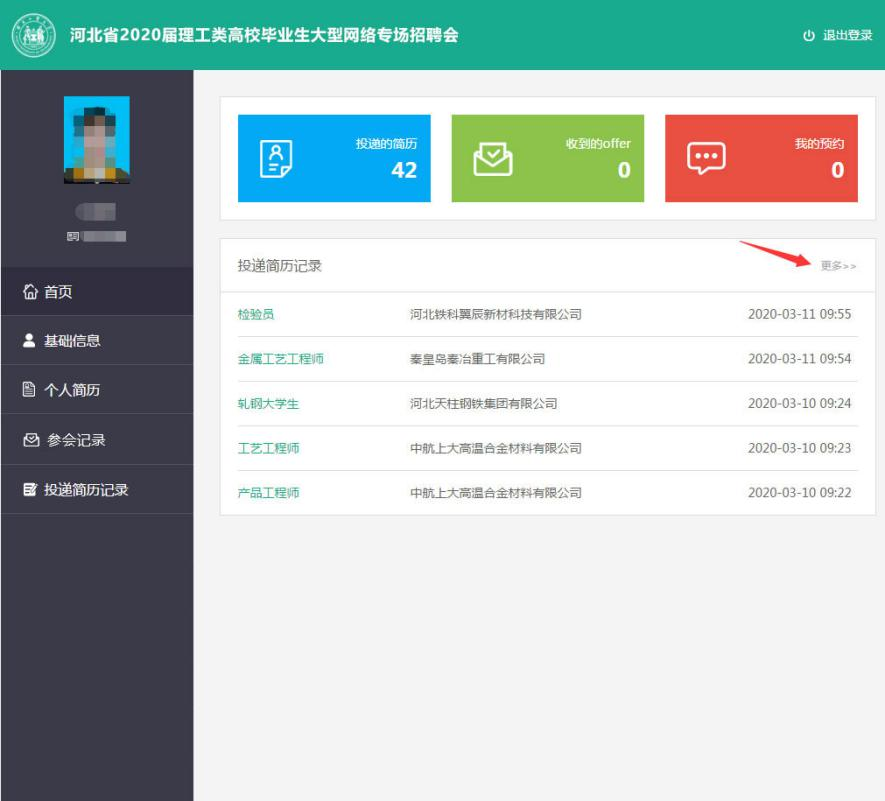 河北省2020届理工类高校毕业生大型网络专场招聘会
退出登录
投递的简历
42
收到的offer
0
我的预约
0
首页
基础信息
个人简历
参会记录
投递简历记录
投递简历记录
更多>>
检验员 河北铁科翼辰新材科技有限公司 2020-03-11 09:55
金属工艺工程师 秦皇岛秦冶重工有限公司 2020-03-11 09:54
轧钢大学生 河北天柱钢铁集团有限公司 2020-03-10 09:24
工艺工程师 中航上大高温合金材料有限公司 2020-03-10 09:23
产品工程师 中航上大高温合金材料有限公司 2020-03-10 09:22